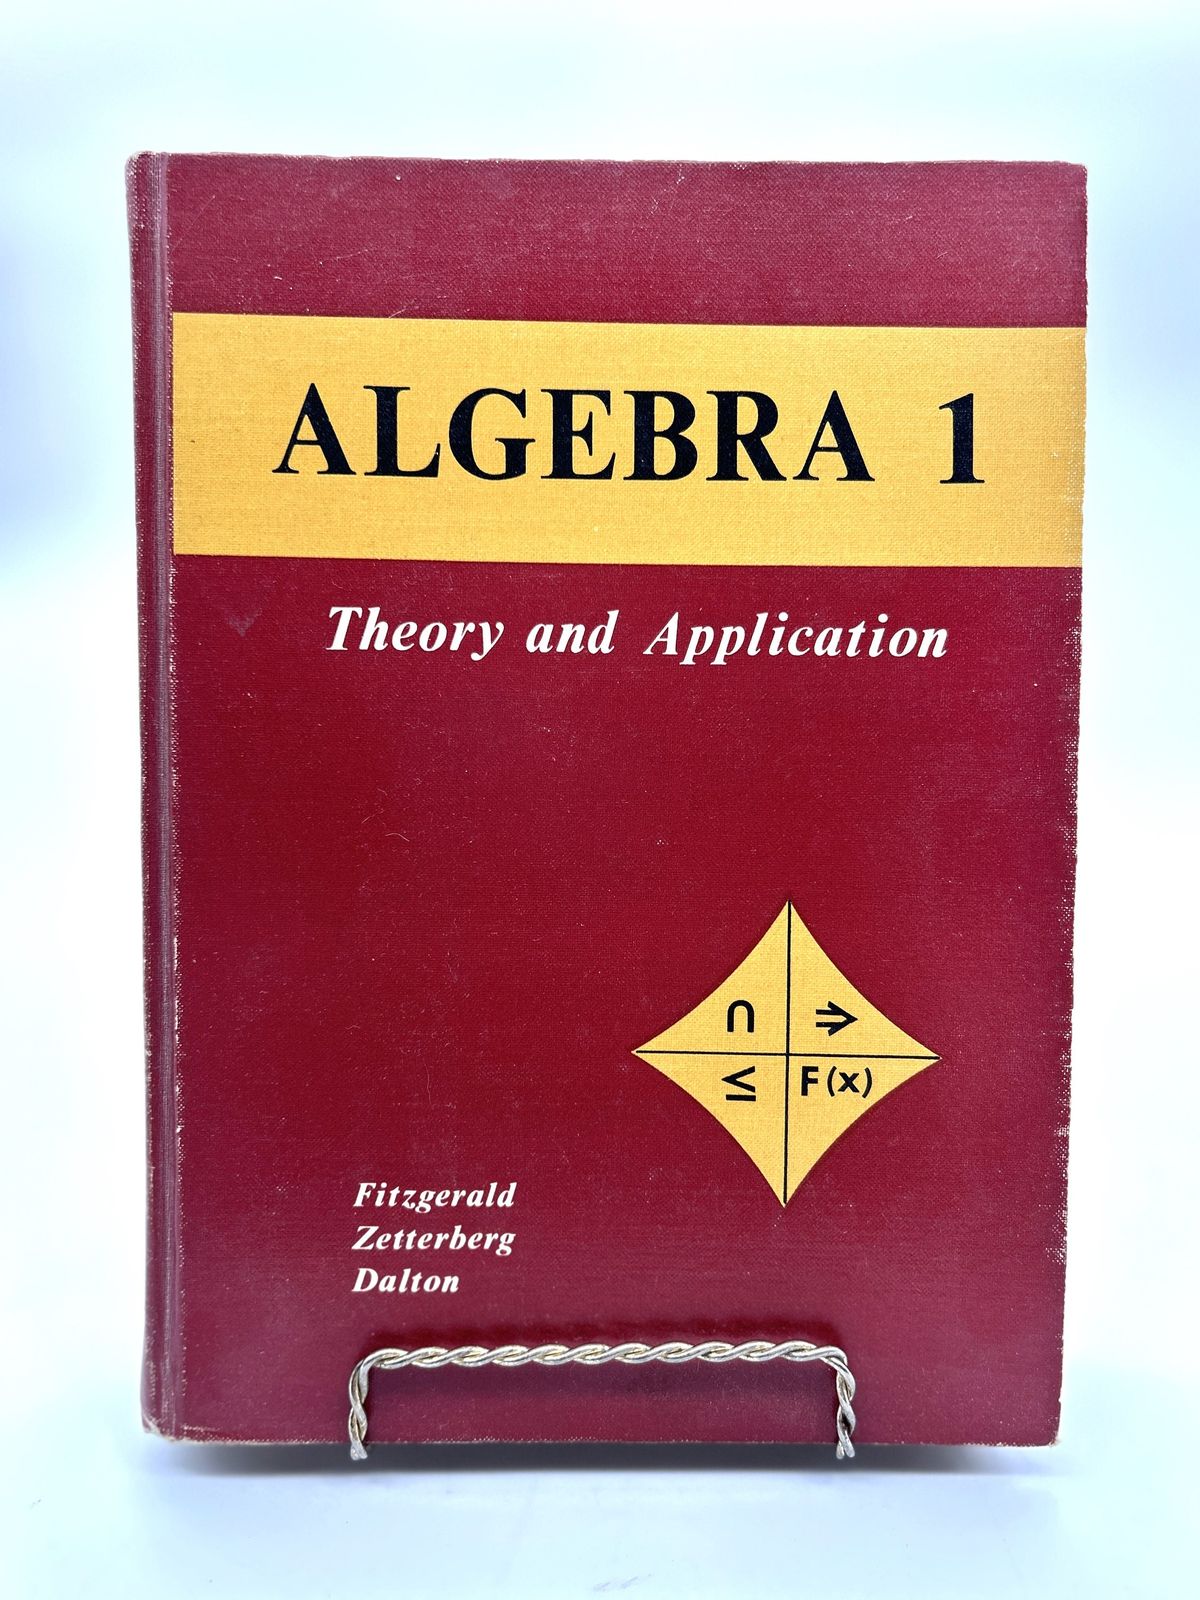 ALGEBRA 1
Theory and Application
∩ ⇒
≤ F(x)
Fitzgerald
Zetterberg
Dalton